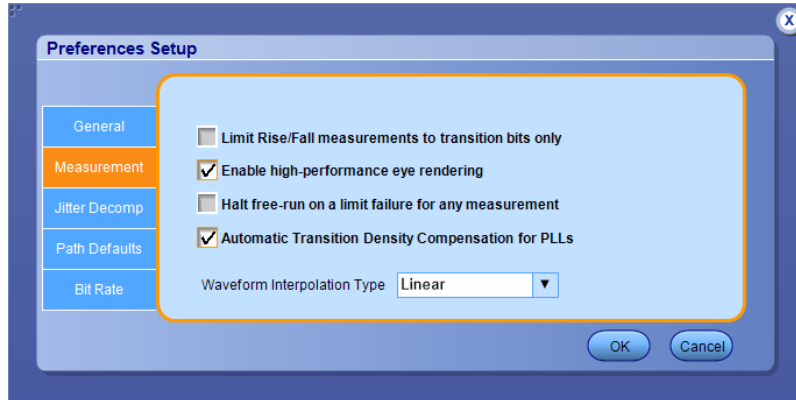 X
Preferences Setup
General
Measurement
Jitter Decomp
Path Defaults
Bit Rate
Limit Rise/Fall measurements to transition bits only
Enable high-performance eye rendering
Halt free-run on a limit failure for any measurement
Automatic Transition Density Compensation for PLLs
Waveform Interpolation Type Linear
OK Cancel